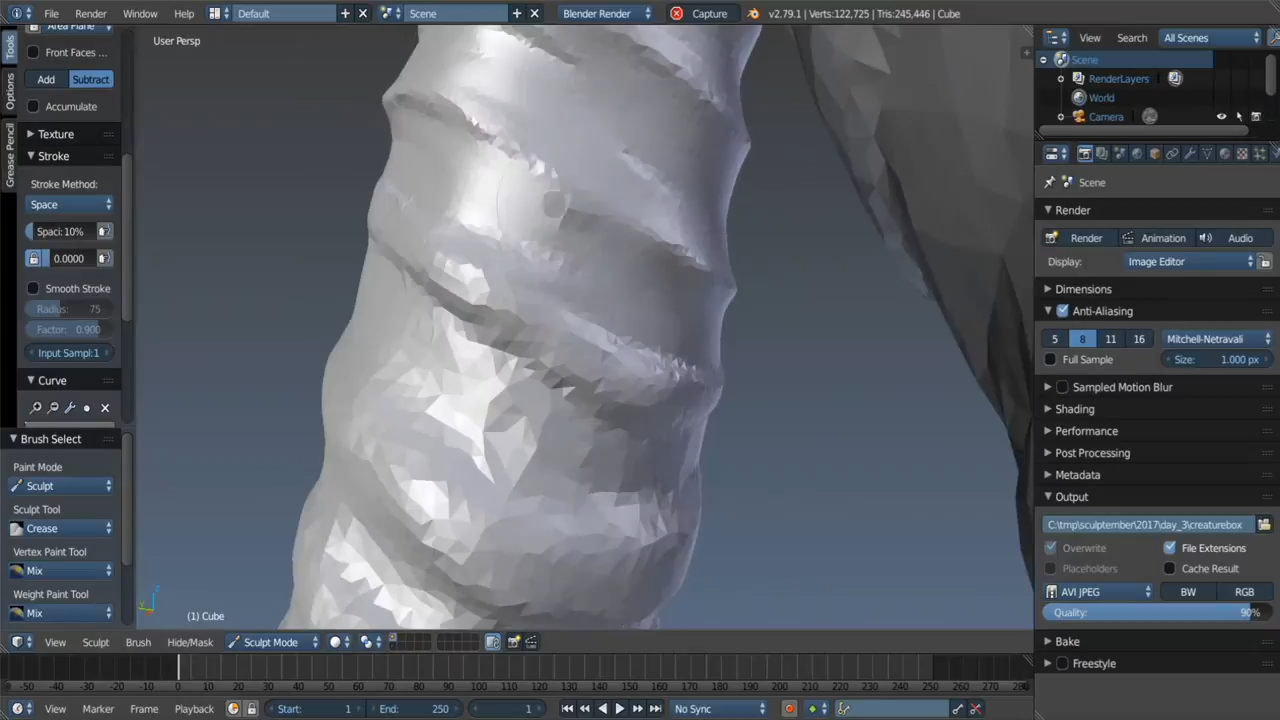 File Render Window Help Default Scene Blender Render Capture v2.79.1 | Verts:122,725 | Tris:245,446 | Cube
Tools
Options
Grease Pencil
Front Faces ...
Add Subtract
Accumulate
Texture
Stroke
Stroke Method:
Space
Spaci:10%
0.0000
Smooth Stroke
Radius: 75
Factor: 0.900
Input Sampl:1
Curve
Brush Select
Paint Mode
Sculpt
Sculpt Tool
Crease
Vertex Paint Tool
Mix
Weight Paint Tool
Mix
User Persp
(1) Cube
View Search All Scenes
Scene
RenderLayers
World
Camera
Scene
Render
Render Animation Audio
Display: Image Editor
Dimensions
Anti-Aliasing
5 8 11 16 Mitchell-Netravali
Full Sample Size: 1.000 px
Sampled Motion Blur
Shading
Performance
Post Processing
Metadata
Output
C:\tmp\sculptember\2017\day_3\creaturebox
Overwrite File Extensions
Placeholders Cache Result
AVI JPEG BW RGB
Quality: 90%
Bake
Freestyle
View Sculpt Brush Hide/Mask Sculpt Mode
-50 -40 -30 -20 -10 0 10 20 30 40 50 60 70 80 90 100 110 120 130 140 150 160 170 180 190 200 210 220 230 240 250 260 270
View Marker Frame Playback Start: 1 End: 250 1 No Sync